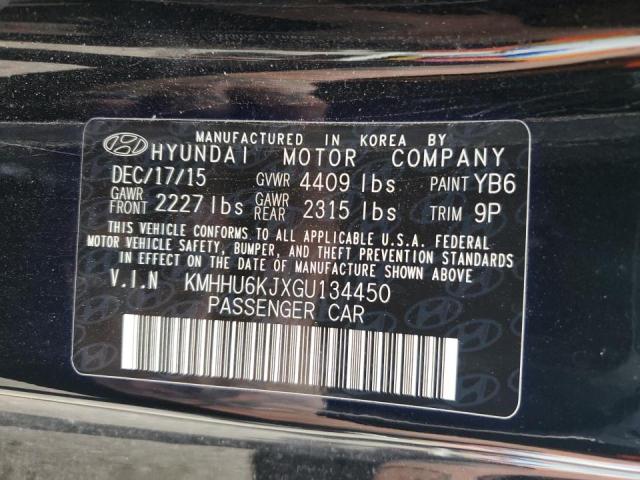 MANUFACTURED IN KOREA BY
HYUNDAI MOTOR COMPANY
DEC/17/15 GVWR 4409 lbs PAINT YB6
GAWR FRONT 2227 lbs GAWR REAR 2315 lbs TRIM 9P
THIS VEHICLE CONFORMS TO ALL APPLICABLE U.S.A. FEDERAL
MOTOR VEHICLE SAFETY, BUMPER, AND THEFT PREVENTION STANDARDS
IN EFFECT ON THE DATE OF MANUFACTURE SHOWN ABOVE.
V.I.N KMHHU6KJXGU134450
PASSENGER CAR